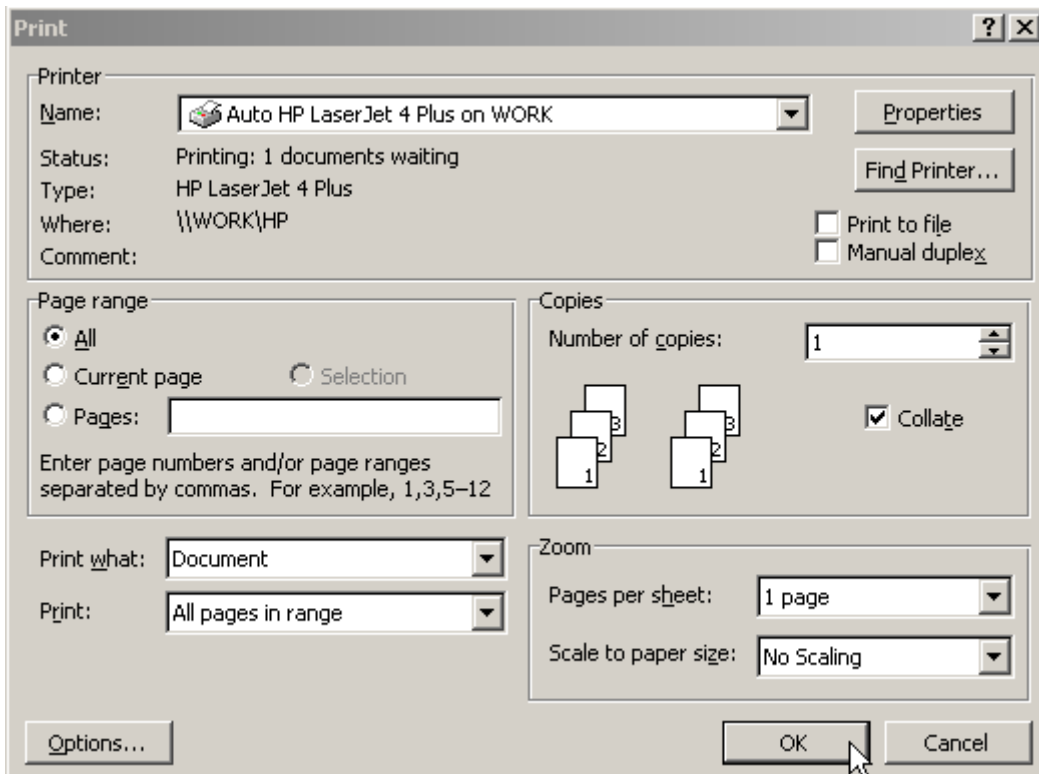 Print
Printer
Name: Auto HP LaserJet 4 Plus on WORK Properties
Status: Printing: 1 documents waiting
Find Printer...
Type: HP LaserJet 4 Plus
Where: \\WORK\HP
Print to file
Comment:
Manual duplex
Page range
All
Current page Selection
Pages:
Enter page numbers and/or page ranges
separated by commas. For example, 1,3,5–12
Copies
Number of copies: 1
3 3
2 2
1 1
Collate
Print what: Document
Print: All pages in range
Zoom
Pages per sheet: 1 page
Scale to paper size: No Scaling
Options... OK Cancel